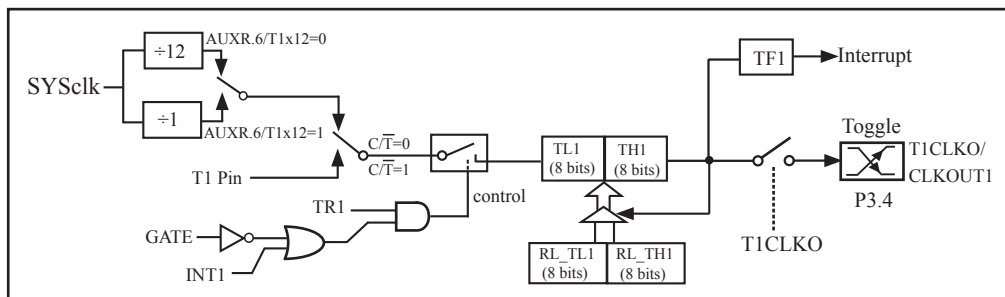 ÷12
AUXR.6/T1x12=0
SYSclk
÷1
AUXR.6/T1x12=1
T1 Pin
C/T̅=0
C/T̅=1
control
TR1
GATE
INT1
TL1
(8 bits)
TH1
(8 bits)
RL_TL1
(8 bits)
RL_TH1
(8 bits)
TF1
Interrupt
T1CLKO
Toggle
P3.4
T1CLKO/
CLKOUT1